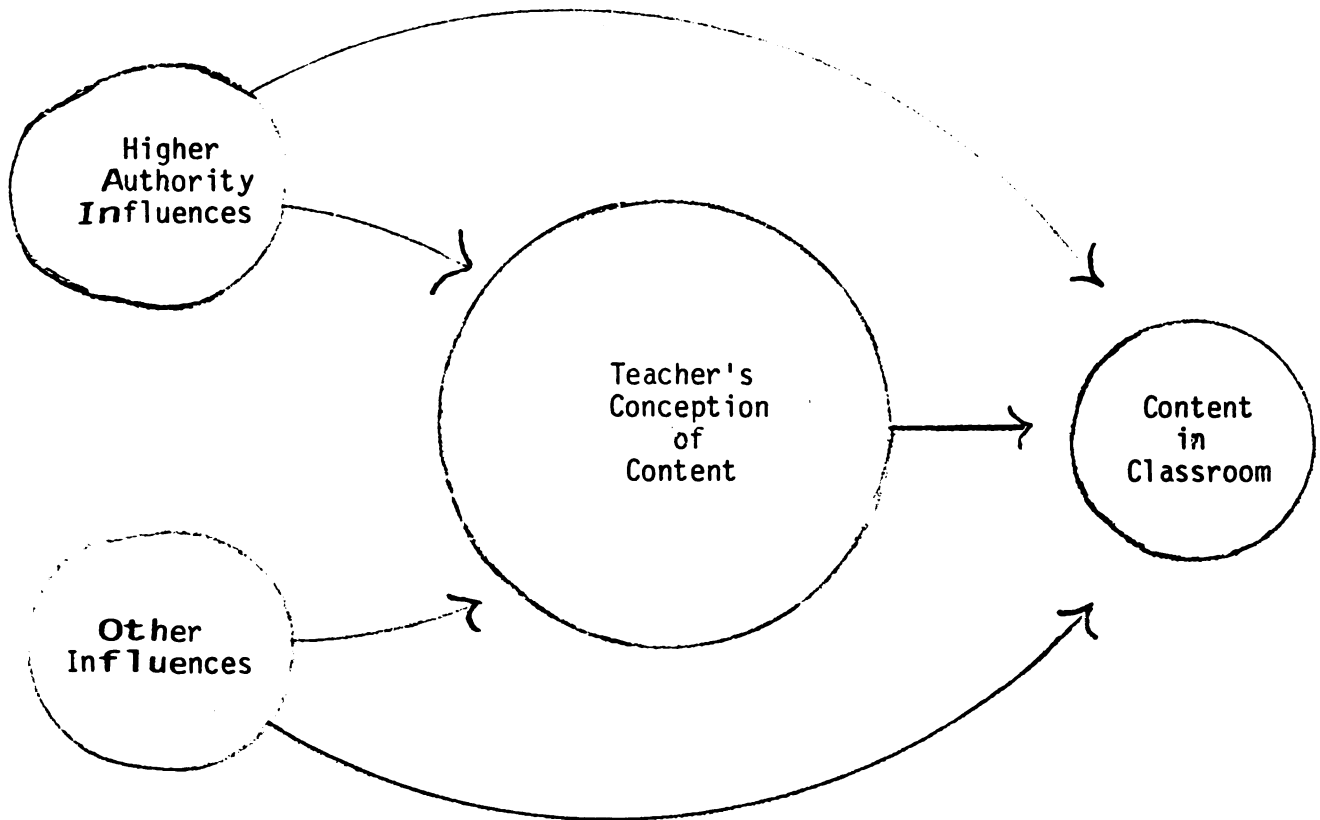 Higher
Authority
Influences
Teacher's
Conception
of
Content
Content
in
Classroom
Other
Influences